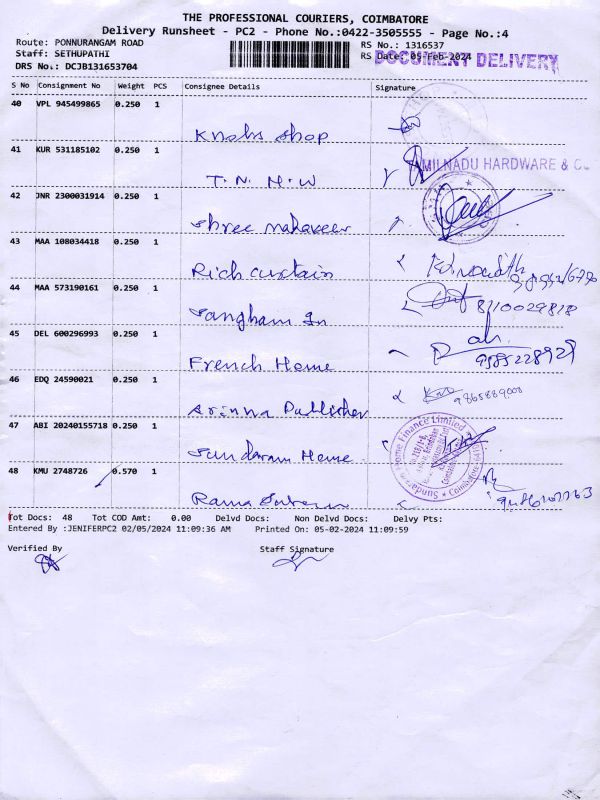 THE PROFESSIONAL COURIERS, COIMBATORE
Delivery Runsheet - PC2 - Phone No.:0422-3505555 - Page No.:4
Route: PONNURANGAM ROAD
Staff: SETHUPATHI
DRS No.: DCJB131653704
RS No.: 1316537
RS Date: 05-Feb-2024
DOCUMENT DELIVERY
S No Consignment No Weight PCS Consignee Details Signature
40 VPL 945499865 0.250 1
Knobs shop
41 KUR 531185102 0.250 1
T.N. H.W
TAMILNADU HARDWARE &
42 JNR 2300031914 0.250 1
Shree Mahaveer
43 MAA 108034418 0.250 1
Rich curtain
44 MAA 573190161 0.250 1
Sangham In
8110029818
45 DEL 600296993 0.250 1
French Home
46 EDQ 24590021 0.250 1
47 ABI 20240155718 0.250 1
Sundaram Home
Sundaram Home Finance Limited
48 KMU 2748726 0.570 1
Tot Docs: 48 Tot COD Amt: 0.00 Delvd Docs: Non Delvd Docs: Delvy Pts:
Entered By :JENIFERPC2 02/05/2024 11:09:36 AM Printed On: 05-02-2024 11:09:59
Verified By Staff Signature